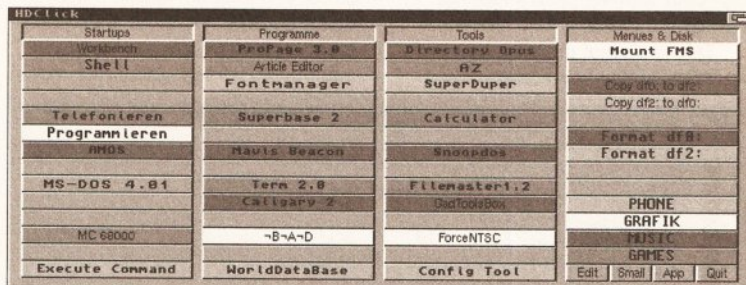 HDClick
Startups
Workbench
Shell
Telefonieren
Programmieren
AMOS
MS-DOS 4.01
MC 68000
Execute Command
Programme
ProPage 3.0
Article Editor
Fontmanager
Superbase 2
Mavis Beacon
Term 2.0
Caligary 2
¬B¬A¬D
WorldDataBase
Tools
Directory Opus
AZ
SuperDuper
Calculator
Snoopdos
Filemaster1.2
GadToolsBox
ForceNTSC
Config Tool
Menues & Disk
Mount FMS
Copy df0: to df2:
Copy df2: to df0:
Format df0:
Format df2:
PHONE
GRAFIK
MUSIC
GAMES
Edit Small App Quit